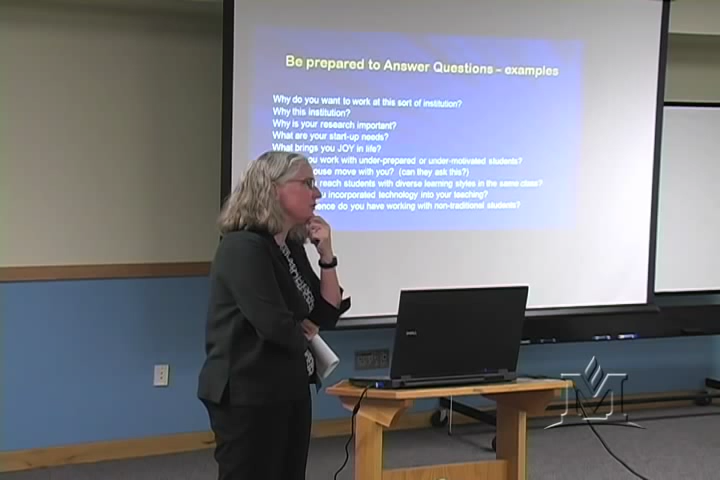 Be prepared to Answer Questions – examples
Why do you want to work at this sort of institution?
Why this institution?
Why is your research important?
What are your start-up needs?
What brings you JOY in life?
you work with under-prepared or under-motivated students?
ouse move with you? (can they ask this?)
reach students with diverse learning styles in the same class?
u incorporated technology into your teaching?
ence do you have working with non-traditional students?
DELL
M